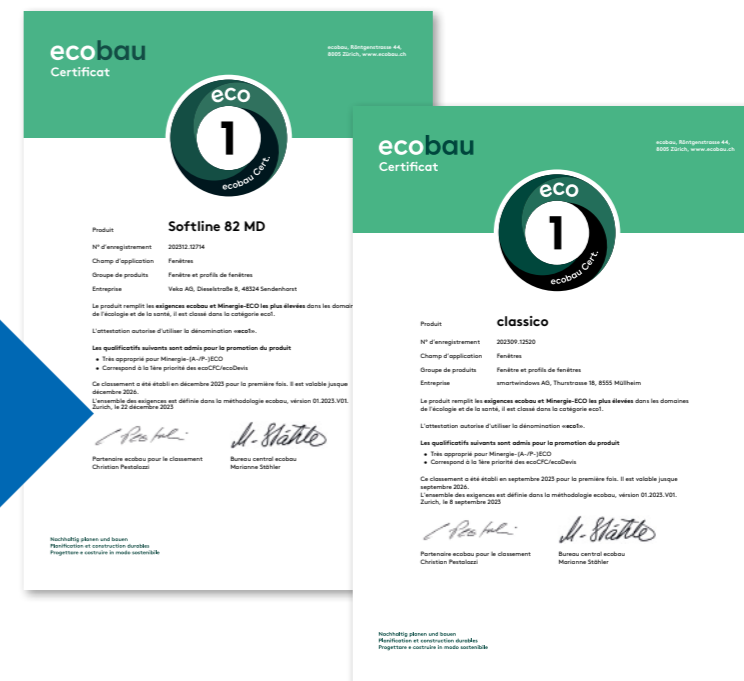 ecobau
Certificat
ecobau, Röntgenstrasse 44,
8005 Zürich, www.ecobau.ch
eco
1
ecobau Cert.
Produit Softline 82 MD
N° d'enregistrement 202312.12714
Champ d'application Fenêtres
Groupe de produits Fenêtre et profils de fenêtres
Entreprise Veka AG, Dieselstraße 8, 48324 Sendenhorst
Le produit remplit les exigences ecobau et Minergie-ECO les plus élevées dans les domain
de l'écologie et de la santé, il est classé dans la catégorie eco1.
L'attestation autorise d'utiliser la dénomination «eco1».
Les qualificatifs suivants sont admis pour la promotion du produit
• Très approprié pour Minergie-(A-/P-)ECO
• Correspond à la 1ère priorité des ecoCFC/ecoDevis
Ce classement a été établi en décembre 2023 pour la première fois. Il est valable jusque
décembre 2026.
L'ensemble des exigences est définie dans la méthodologie ecobau, vérsion 01.2023.V01.
Zurich, le 22 décembre 2023
C Pestalozzi
M. Stähler
Partenaire ecobau pour le classement
Christian Pestalozzi
Bureau central ecobau
Marianne Stähler
Nachhaltig planen und bauen
Planification et construction durables
Progettare e costruire in modo sostenibile
ecobau
Certificat
ecobau, Röntgenstrasse 44,
8005 Zürich, www.ecobau.ch
eco
1
ecobau Cert.
Produit classico
N° d'enregistrement 202309.12520
Champ d'application Fenêtres
Groupe de produits Fenêtre et profils de fenêtres
Entreprise smartwindows AG, Thurstrasse 18, 8555 Müllheim
Le produit remplit les exigences ecobau et Minergie-ECO les plus élevées dans les domaines
de l'écologie et de la santé, il est classé dans la catégorie eco1.
L'attestation autorise d'utiliser la dénomination «eco1».
Les qualificatifs suivants sont admis pour la promotion du produit
• Très approprié pour Minergie-(A-/P-)ECO
• Correspond à la 1ère priorité des ecoCFC/ecoDevis
Ce classement a été établi en septembre 2023 pour la première fois. Il est valable jusque
septembre 2026.
L'ensemble des exigences est définie dans la méthodologie ecobau, vérsion 01.2023.V01.
Zurich, le 8 septembre 2023
C Pestalozzi
M. Stähler
Partenaire ecobau pour le classement
Christian Pestalozzi
Bureau central ecobau
Marianne Stähler
Nachhaltig planen und bauen
Planification et construction durables
Progettare e costruire in modo sostenibile